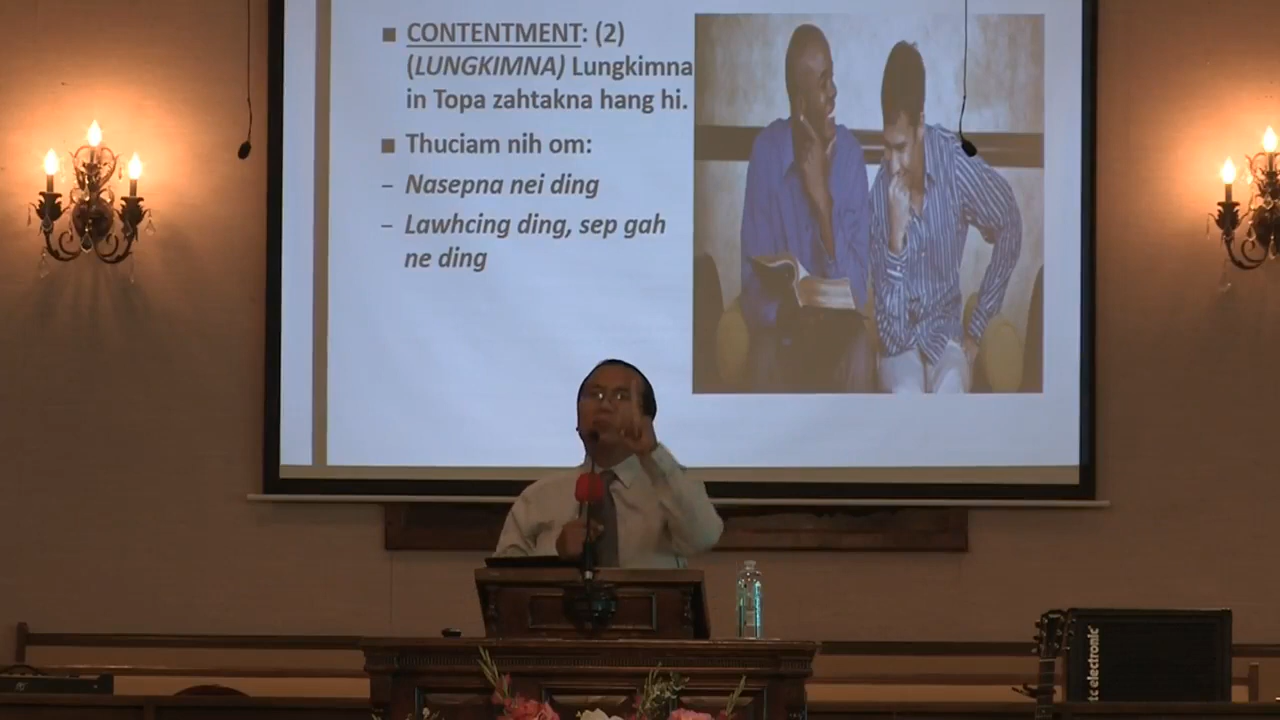 ■ CONTENTMENT: (2)
(LUNGKIMNA) Lungkimna
in Topa zahtakna hang hi.
■ Thuciam nih om:
– Nasepna nei ding
– Lawhcing ding, sep gah
ne ding
tc electronic